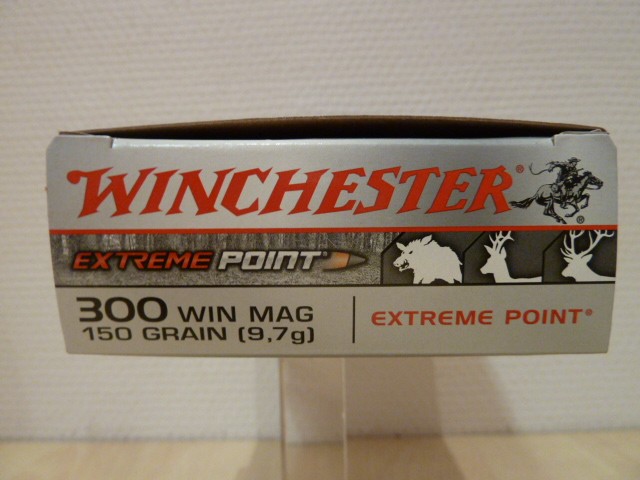 WINCHESTER®
EXTREME POINT
300 WIN MAG
150 GRAIN (9,7g)
EXTREME POINT®